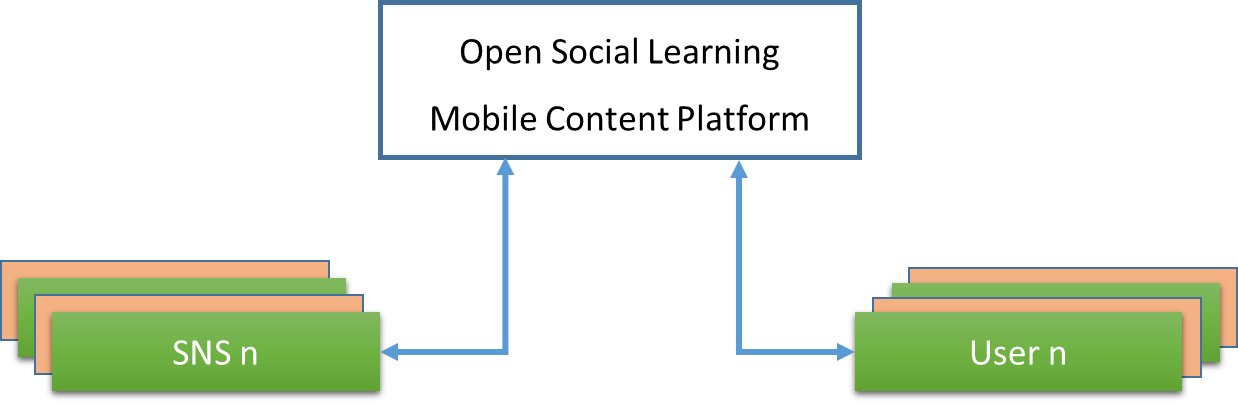 Open Social Learning
Mobile Content Platform
SNS n
User n